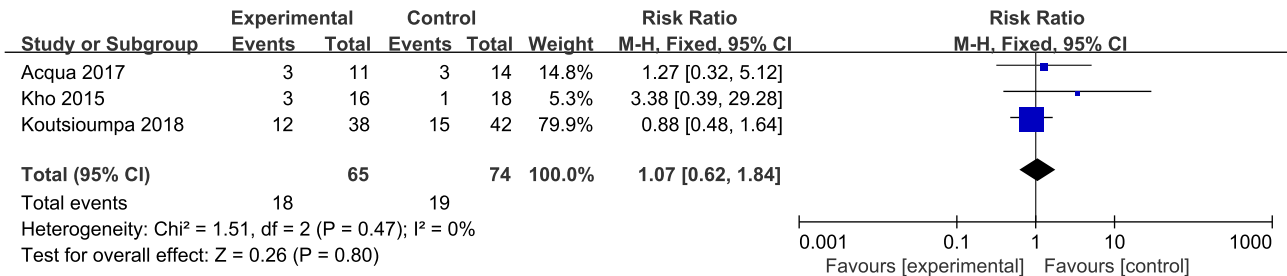 Experimental Control Risk Ratio Risk Ratio
Study or Subgroup Events Total Events Total Weight M-H, Fixed, 95% CI M-H, Fixed, 95% CI
Acqua 2017 3 11 3 14 14.8% 1.27 [0.32, 5.12]
Kho 2015 3 16 1 18 5.3% 3.38 [0.39, 29.28]
Koutsioumpa 2018 12 38 15 42 79.9% 0.88 [0.48, 1.64]
Total (95% CI) 65 74 100.0% 1.07 [0.62, 1.84]
Total events 18 19
Heterogeneity: Chi² = 1.51, df = 2 (P = 0.47); I² = 0%
Test for overall effect: Z = 0.26 (P = 0.80)
0.001 0.1 1 10 1000
Favours [experimental] Favours [control]